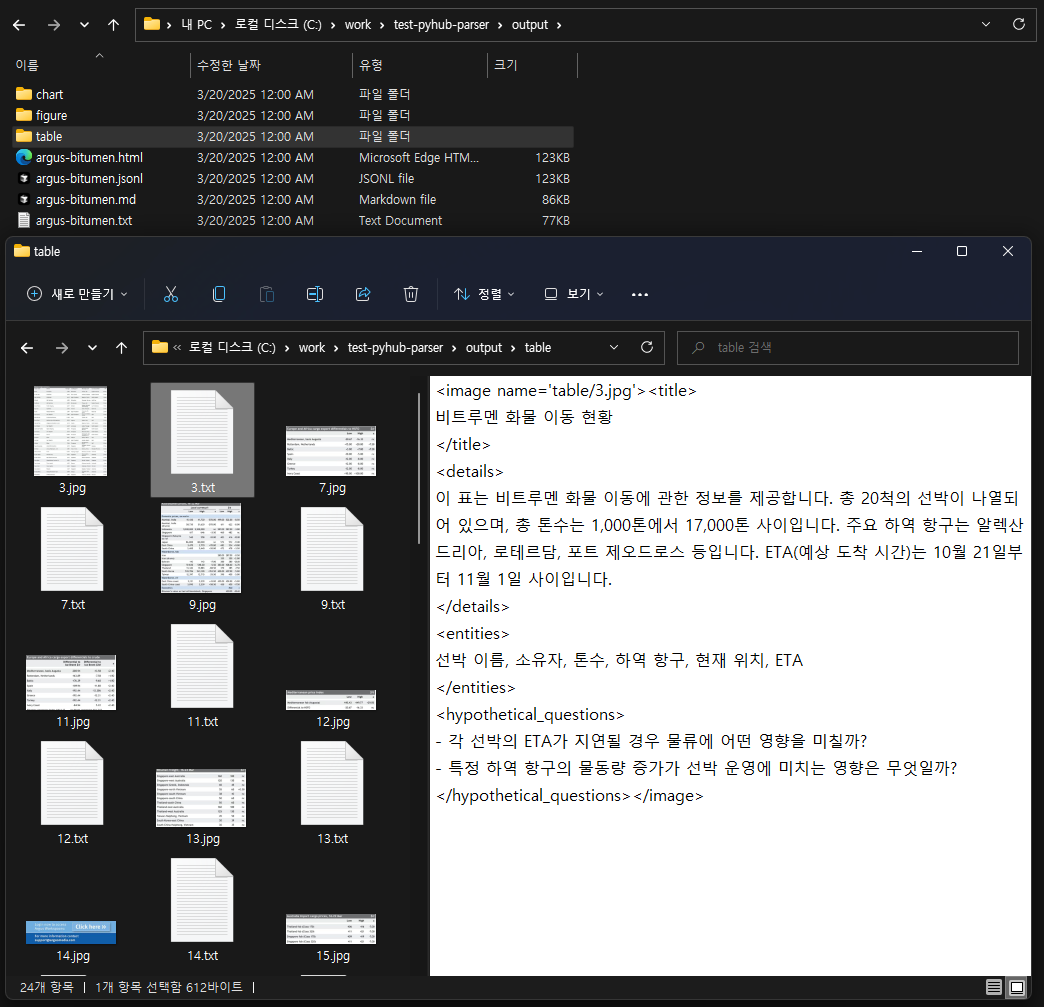 내 PC > 로컬 디스크 (C:) > work > test-pyhub-parser > output >
이름 수정한 날짜 유형 크기
chart 3/20/2025 12:00 AM 파일 폴더
figure 3/20/2025 12:00 AM 파일 폴더
table 3/20/2025 12:00 AM 파일 폴더
argus-bitumen.html 3/20/2025 12:00 AM Microsoft Edge HTM... 123KB
argus-bitumen.jsonl 3/20/2025 12:00 AM JSONL file 123KB
argus-bitumen.md 3/20/2025 12:00 AM Markdown file 86KB
argus-bitumen.txt 3/20/2025 12:00 AM Text Document 77KB
table
새로 만들기 정렬 보기 ...
« 로컬 디스크 (C:) > work > test-pyhub-parser > output > table
table 검색
3.jpg 3.txt 7.jpg
7.txt 9.jpg 9.txt
11.jpg 11.txt 12.jpg
12.txt 13.jpg 13.txt
Click here
14.jpg 14.txt 15.jpg
<image name='table/3.jpg'><title>
비트루멘 화물 이동 현황
</title>
<details>
이 표는 비트루멘 화물 이동에 관한 정보를 제공합니다. 총 20척의 선박이 나열되
어 있으며, 총 톤수는 1,000톤에서 17,000톤 사이입니다. 주요 하역 항구는 알렉산
드리아, 로테르담, 포트 제오드로스 등입니다. ETA(예상 도착 시간)는 10월 21일부
터 11월 1일 사이입니다.
</details>
<entities>
선박 이름, 소유자, 톤수, 하역 항구, 현재 위치, ETA
</entities>
<hypothetical_questions>
- 각 선박의 ETA가 지연될 경우 물류에 어떤 영향을 미칠까?
- 특정 하역 항구의 물동량 증가가 선박 운영에 미치는 영향은 무엇일까?
</hypothetical_questions></image>
24개 항목 | 1개 항목 선택함 612바이트 |